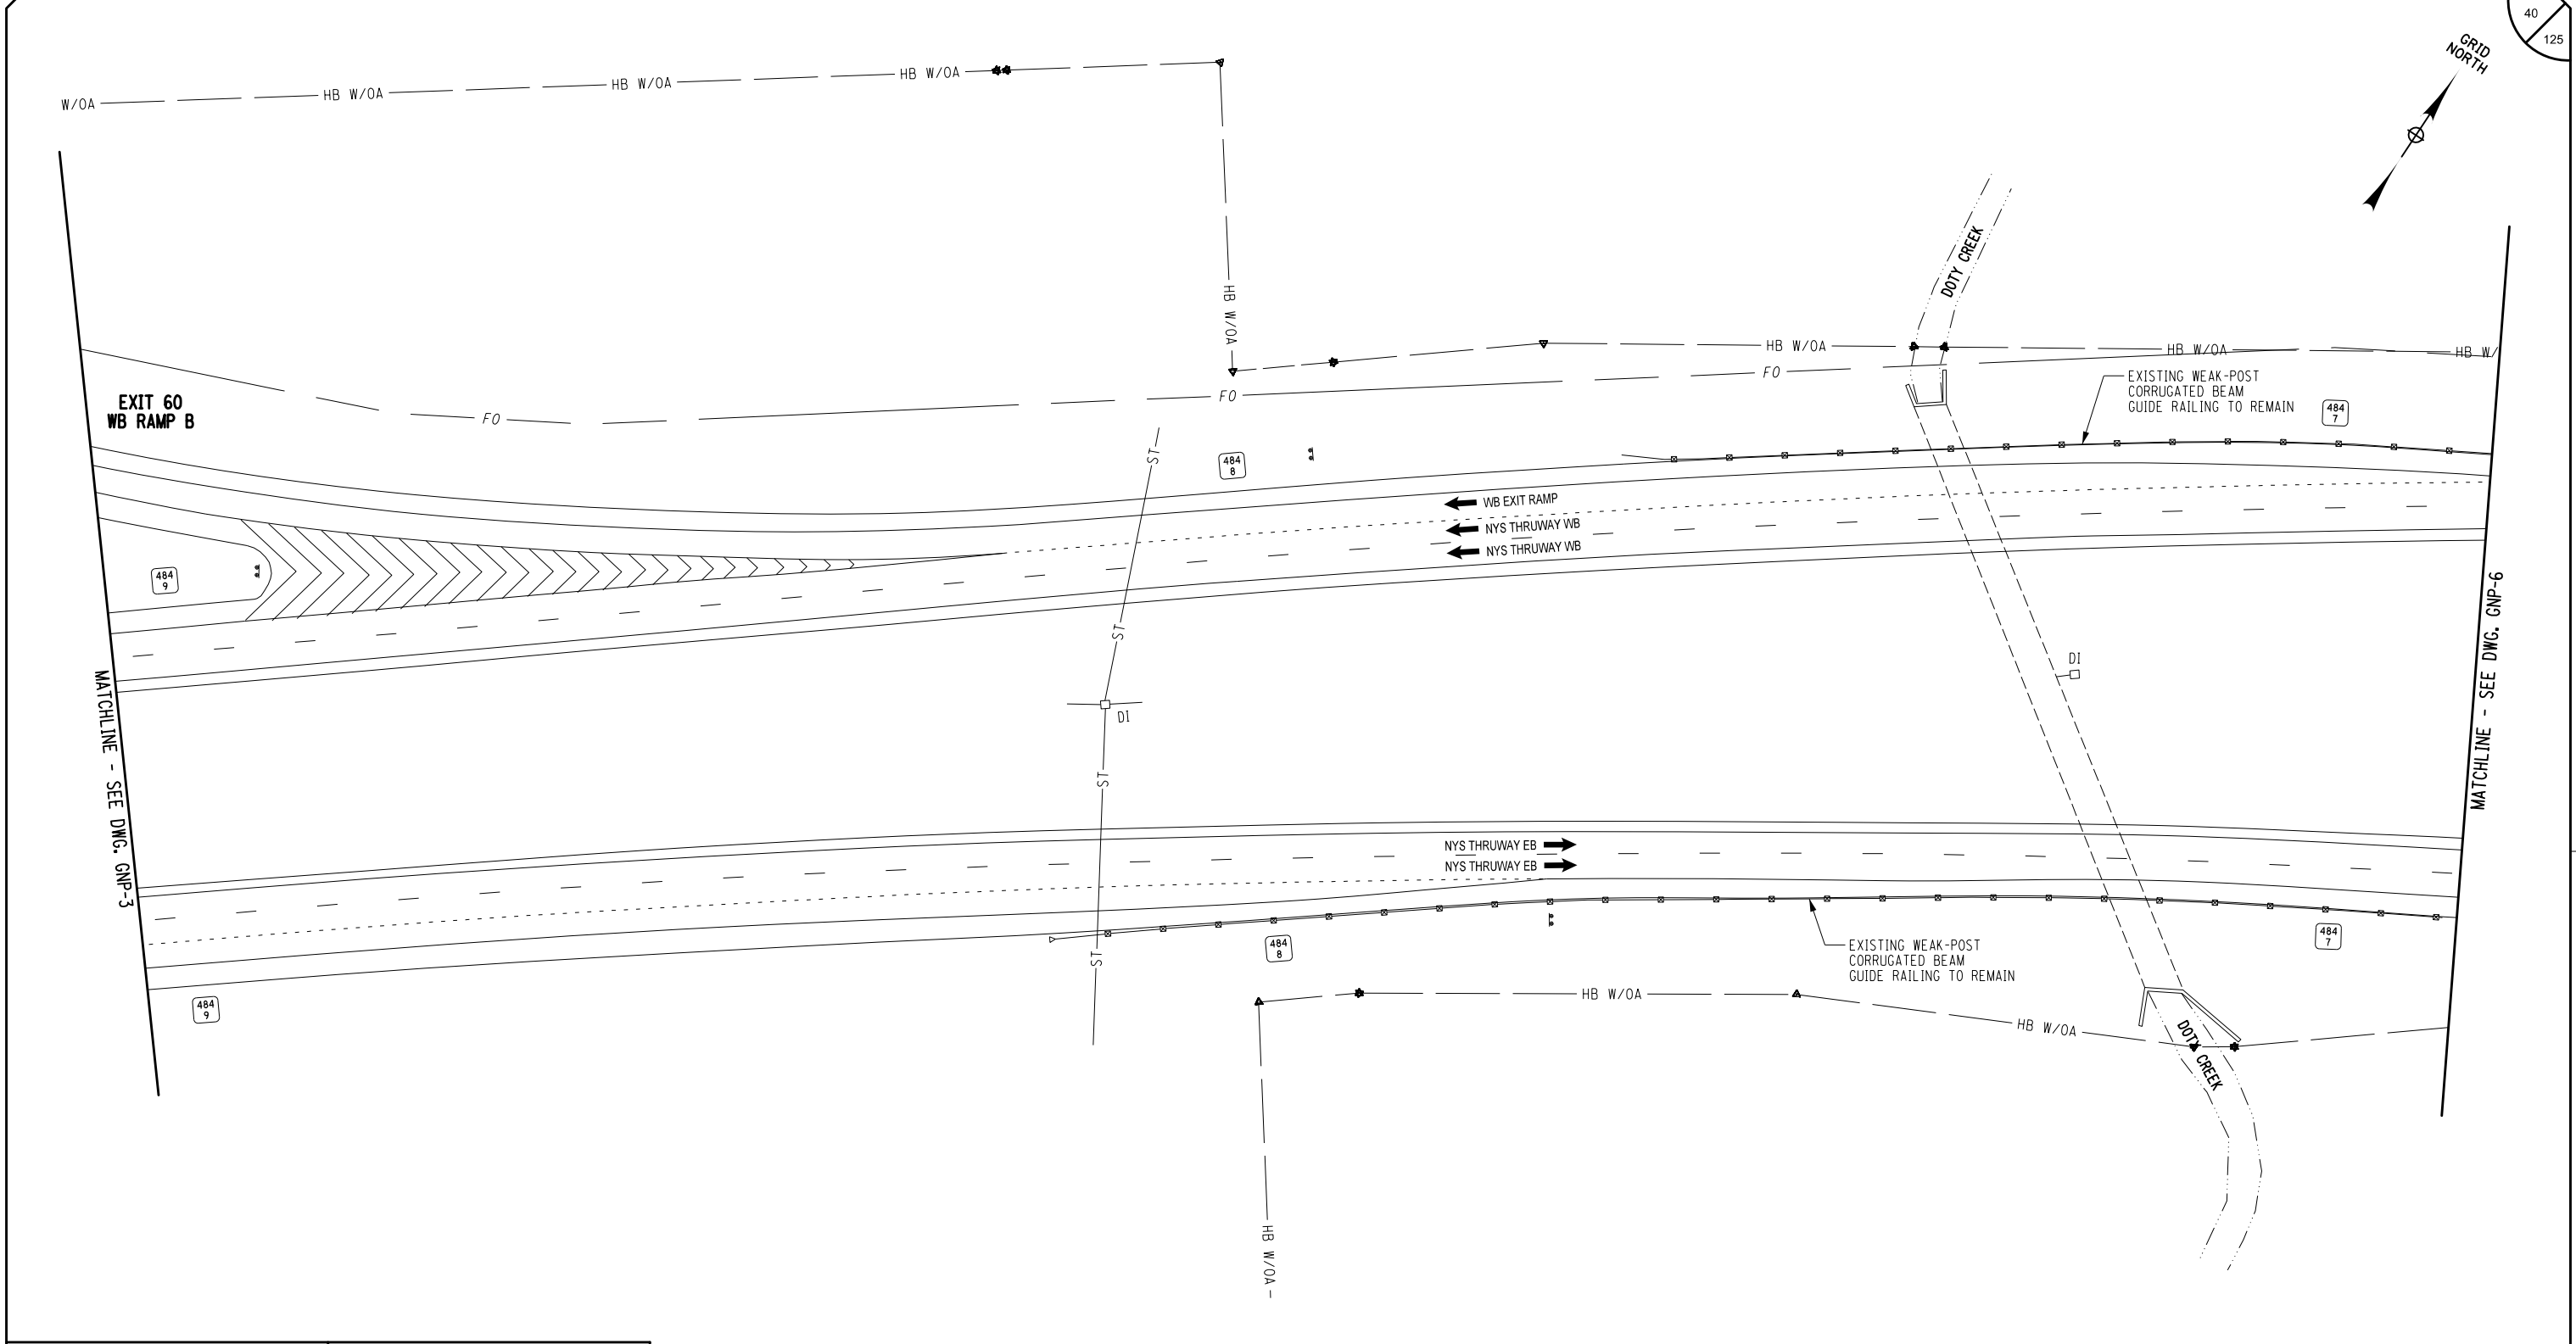 40
125
GRID
NORTH
W/OA
HB W/OA
HB W/OA
HB W/OA
HB W/OA
DOTY CREEK
HB W/OA
HB W/OA
HB W/
FO
FO
FO
EXIT 60
WB RAMP B
EXISTING WEAK-POST
CORRUGATED BEAM
GUIDE RAILING TO REMAIN
484
7
ST
484
8
WB EXIT RAMP
NYS THRUWAY WB
NYS THRUWAY WB
484
9
ST
DI
DI
MATCHLINE - SEE DWG. GNP-3
MATCHLINE - SEE DWG. GNP-6
ST
NYS THRUWAY EB
NYS THRUWAY EB
ST
484
8
EXISTING WEAK-POST
CORRUGATED BEAM
GUIDE RAILING TO REMAIN
484
7
484
9
HB W/OA
HB W/OA
DOTY CREEK
HB W/OA